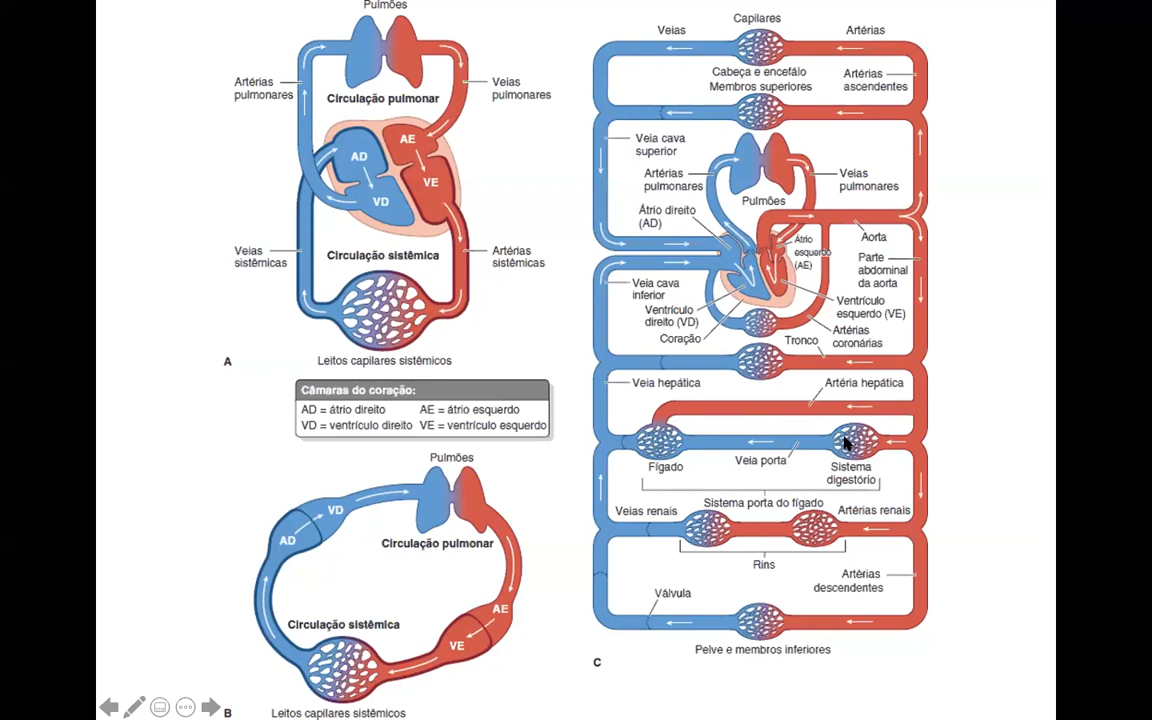 Pulmões
Artérias
pulmonares
Veias
pulmonares
Circulação pulmonar
AD
AE
VE
VD
Veias
sistêmicas
Circulação sistêmica
Artérias
sistêmicas
A
Leitos capilares sistêmicos
Câmaras do coração:
AD = átrio direito
AE = átrio esquerdo
VD = ventrículo direito
VE = ventrículo esquerdo
Pulmões
VD
AD
Circulação pulmonar
AE
Circulação sistêmica
VE
B
Leitos capilares sistêmicos
Capilares
Veias
Artérias
Cabeça e encefálo
Membros superiores
Artérias
ascendentes
Veia cava
superior
Artérias
pulmonares
Veias
pulmonares
Pulmões
Átrio direito
(AD)
Átrio
esquerdo
(AE)
Aorta
Parte
abdominal
da aorta
Veia cava
inferior
Ventrículo
direito (VD)
Ventrículo
esquerdo (VE)
Coração
Artérias
coronárias
Tronco
Veia hepática
Artéria hepática
Fígado
Veia porta
Sistema
digestório
Sistema porta do fígado
Veias renais
Artérias renais
Rins
Artérias
descendentes
Válvula
Pelve e membros inferiores
C